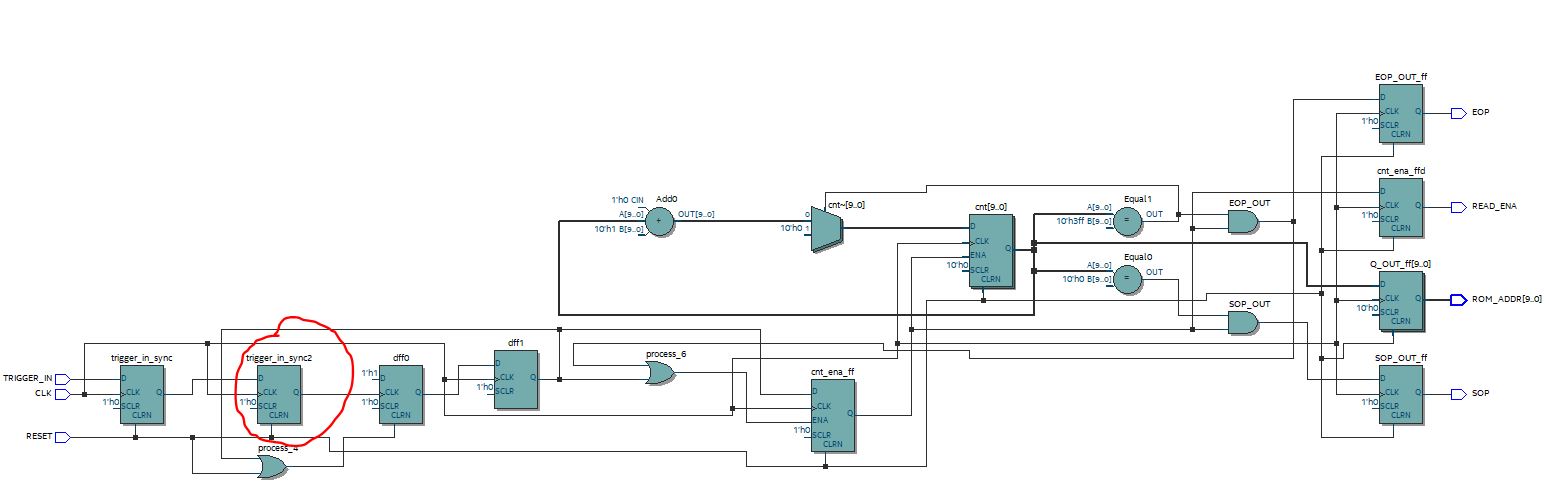 EOP_OUT_ff
D
CLK Q
1'h0 SCLR
CLRN
EOP
cnt_ena_ffd
D
CLK Q
1'h0 SCLR
CLRN
READ_ENA
1'h0 CIN
Add0
A[9..0]
+
OUT[9..0]
10'h1 B[9..0]
cnt~[9..0]
0
10'h0 1
cnt[9..0]
D
CLK
Q
ENA
10'h0 SCLR
CLRN
Equal1
A[9..0]
=
OUT
10'h3ff B[9..0]
EOP_OUT
Equal0
A[9..0]
=
OUT
10'h0 B[9..0]
SOP_OUT
Q_OUT_ff[9..0]
D
CLK Q
10'h0 SCLR
CLRN
ROM_ADDR[9..0]
SOP_OUT_ff
D
CLK Q
1'h0 SCLR
CLRN
SOP
TRIGGER_IN
CLK
RESET
trigger_in_sync
D
CLK Q
1'h0 SCLR
CLRN
trigger_in_sync2
D
CLK Q
1'h0 SCLR
CLRN
process_4
dff0
1'h1 D
CLK Q
1'h0 SCLR
CLRN
dff1
D
CLK Q
1'h0 SCLR
process_6
cnt_ena_ff
D
CLK
Q
ENA
1'h0 SCLR
CLRN